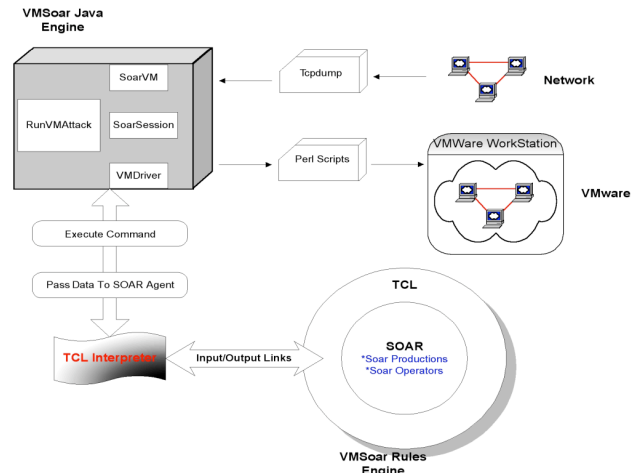 VMSoar Java
Engine
SoarVM
RunVMAttack
SoarSession
VMDriver
Tcpdump
Network
Perl Scripts
VMWare WorkStation
VMware
Execute Command
Pass Data To SOAR Agent
TCL Interpreter
Input/Output Links
TCL
SOAR
*Soar Productions
*Soar Operators
VMSoar Rules
Engine